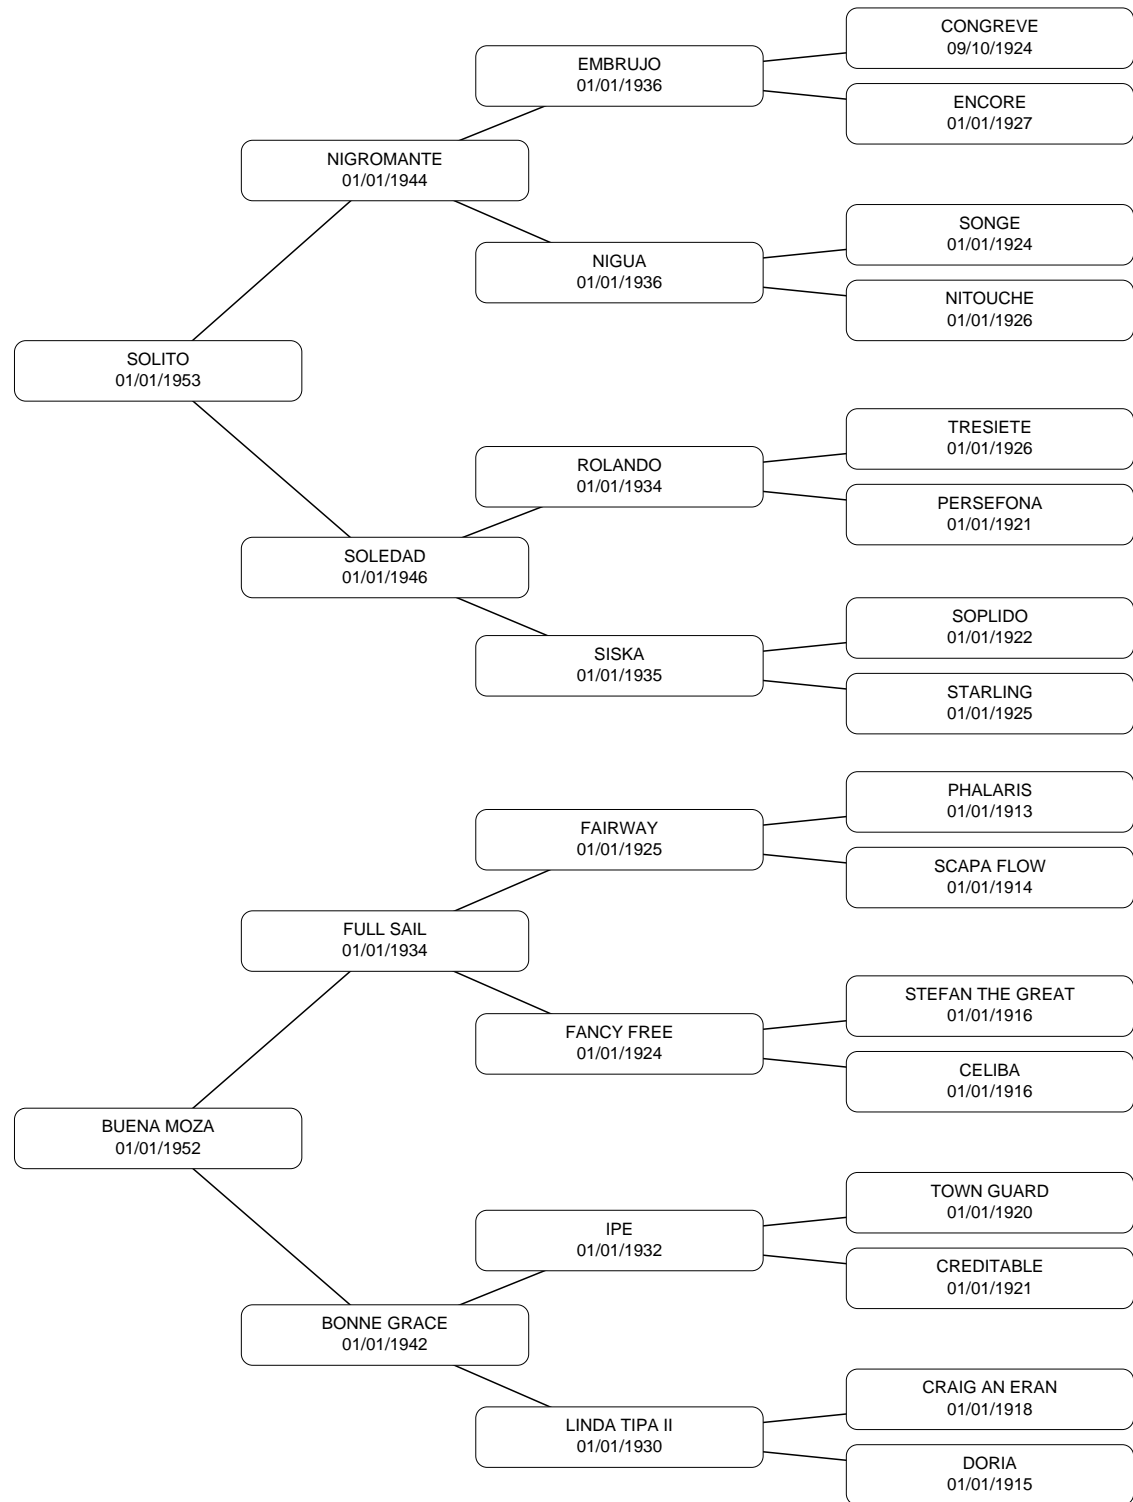 CONGREVE
09/10/1924
EMBRUJO
01/01/1936
ENCORE
01/01/1927
NIGROMANTE
01/01/1944
SONGE
01/01/1924
NIGUA
01/01/1936
NITOUCHE
01/01/1926
SOLITO
01/01/1953
TRESIETE
01/01/1926
ROLANDO
01/01/1934
PERSEFONA
01/01/1921
SOLEDAD
01/01/1946
SOPLIDO
01/01/1922
SISKA
01/01/1935
STARLING
01/01/1925
PHALARIS
01/01/1913
FAIRWAY
01/01/1925
SCAPA FLOW
01/01/1914
FULL SAIL
01/01/1934
STEFAN THE GREAT
01/01/1916
FANCY FREE
01/01/1924
CELIBA
01/01/1916
BUENA MOZA
01/01/1952
TOWN GUARD
01/01/1920
IPE
01/01/1932
CREDITABLE
01/01/1921
BONNE GRACE
01/01/1942
CRAIG AN ERAN
01/01/1918
LINDA TIPA II
01/01/1930
DORIA
01/01/1915